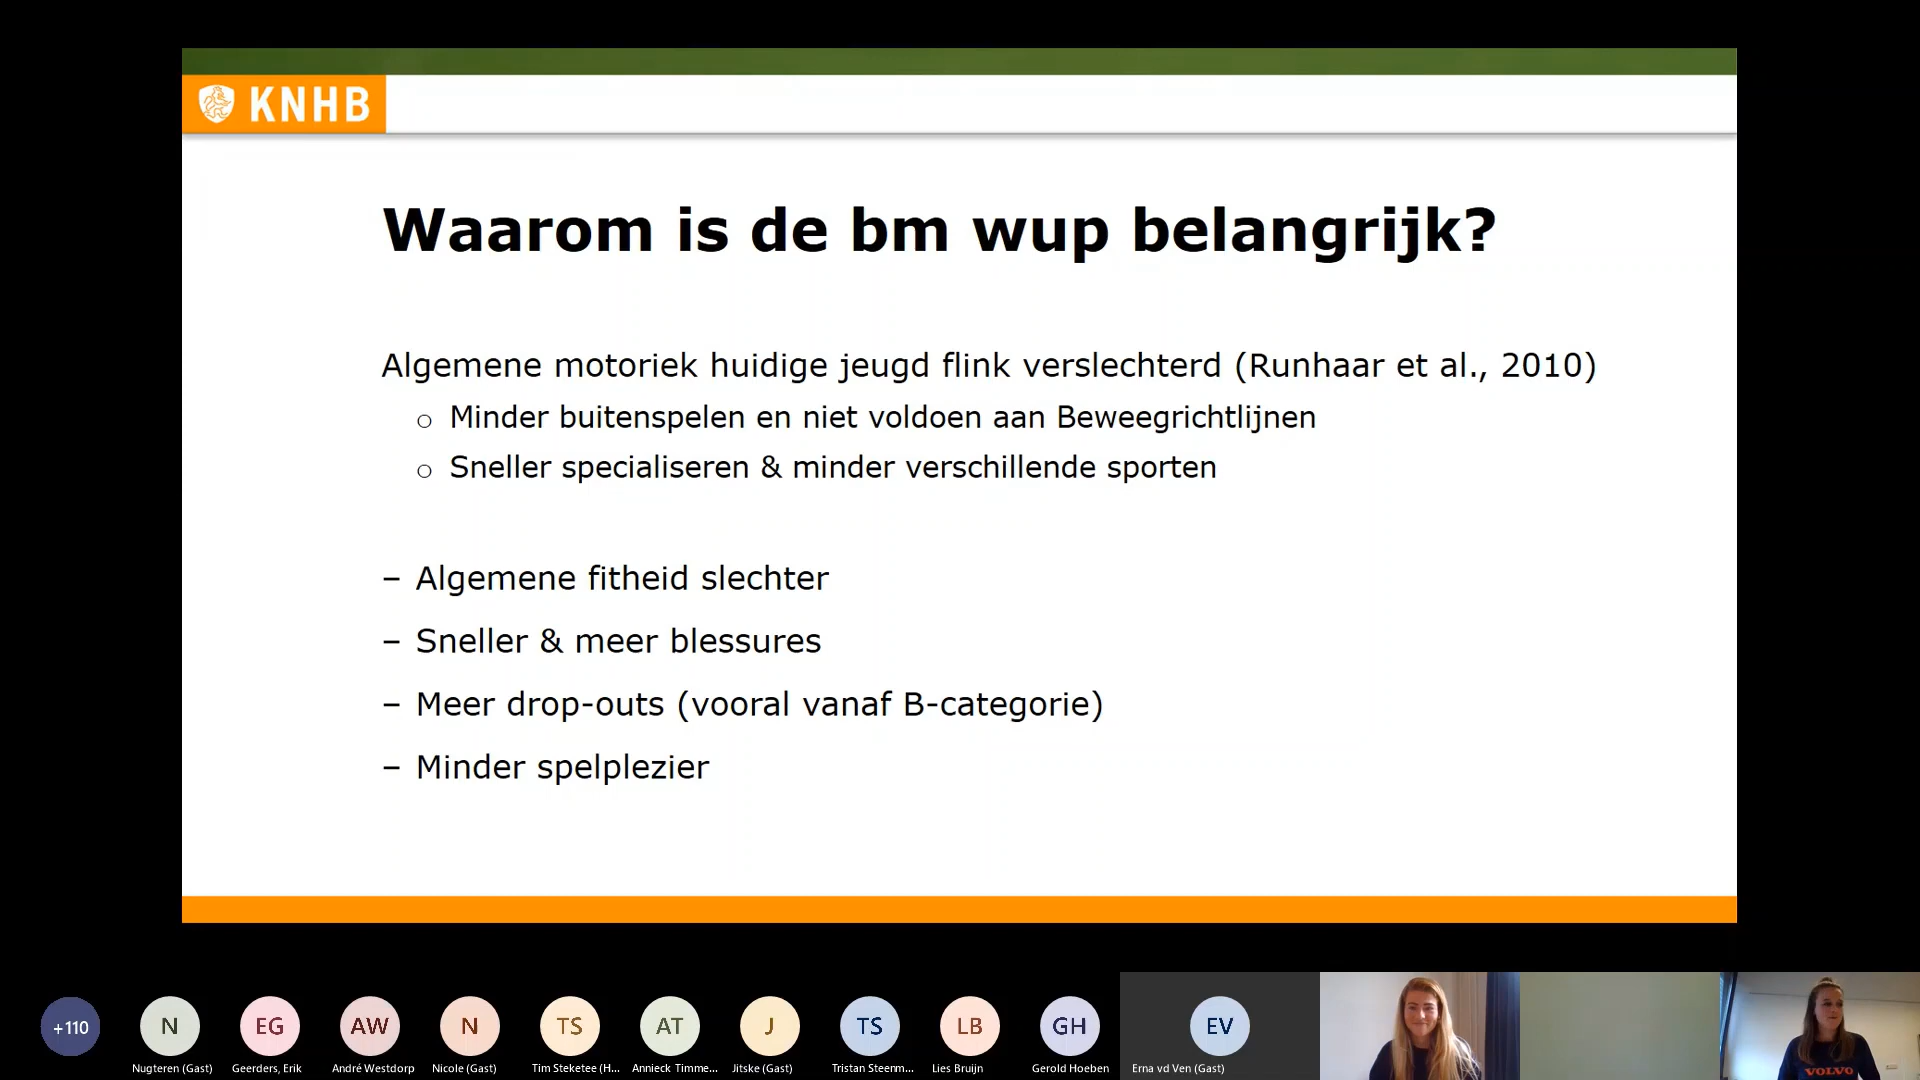 KNHB
Waarom is de bm wup belangrijk?
Algemene motoriek huidige jeugd flink verslechterd (Runhaar et al., 2010)
o Minder buitenspelen en niet voldoen aan Beweegrichtlijnen
o Sneller specialiseren & minder verschillende sporten
– Algemene fitheid slechter
– Sneller & meer blessures
– Meer drop-outs (vooral vanaf B-categorie)
– Minder spelplezier
+110
N
EG
AW
N
TS
AT
J
TS
LB
GH
EV
Nugteren (Gast)
Geerders, Erik
André Westdorp
Nicole (Gast)
Tim Steketee (H...
Annieck Timme...
Jitske (Gast)
Tristan Steenm...
Lies Bruijn
Gerold Hoeben
Erna vd Ven (Gast)
VOLVO